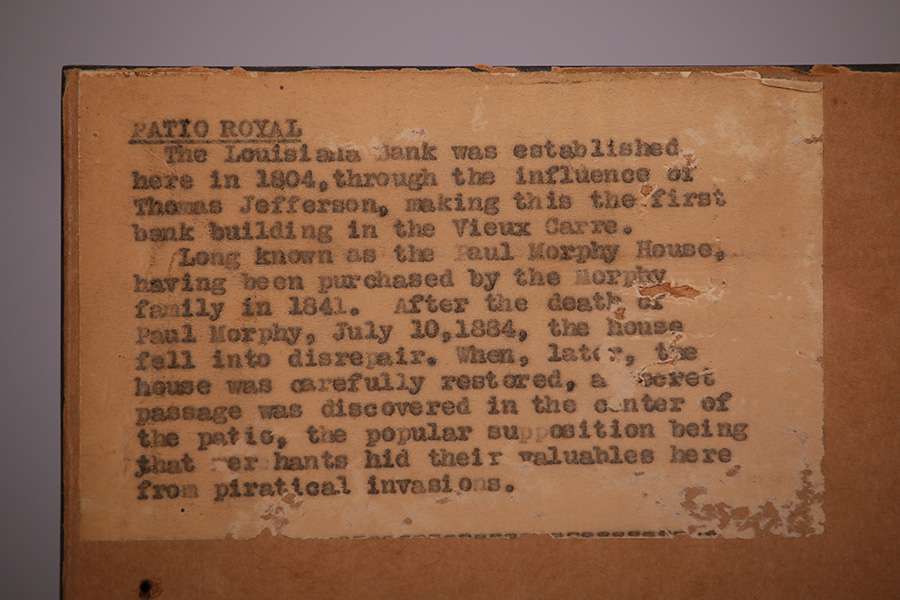 PATIO ROYAL
The Louisiana Bank was established
here in 1804, through the influence of
Thomas Jefferson, making this the first
bank building in the Vieux Carre.
Long known as the Paul Morphy House,
having been purchased by the Morphy
family in 1841. After the death of
Paul Morphy, July 10,1884, the house
fell into disrepair. When, later, the
house was carefully restored, a secret
passage was discovered in the center of
the patio, the popular supposition being
that merchants hid their valuables here
from piratical invasions.